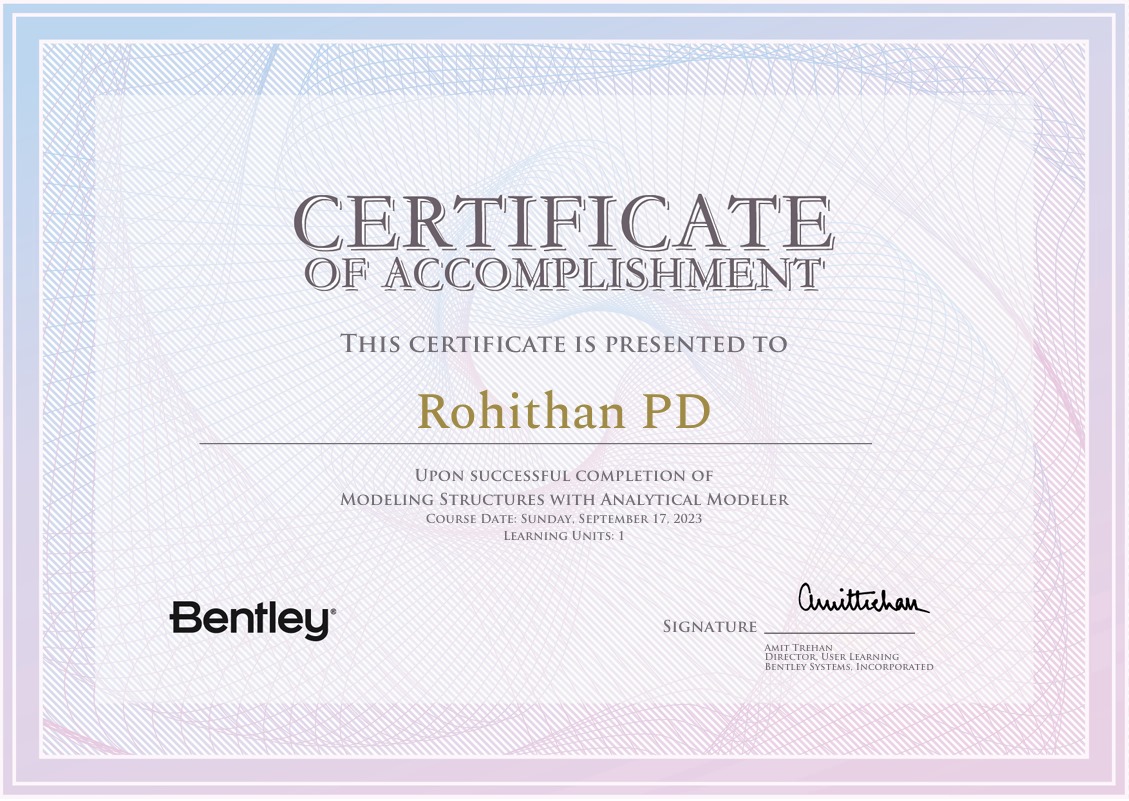 CERTIFICATE
OF ACCOMPLISHMENT
THIS CERTIFICATE IS PRESENTED TO
Rohithan PD
UPON SUCCESSFUL COMPLETION OF
MODELING STRUCTURES WITH ANALYTICAL MODELER
COURSE DATE: SUNDAY, SEPTEMBER 17, 2023
LEARNING UNITS: 1
Bentley®
Amittrehan
SIGNATURE
AMIT TREHAN
DIRECTOR, USER LEARNING
BENTLEY SYSTEMS, INCORPORATED